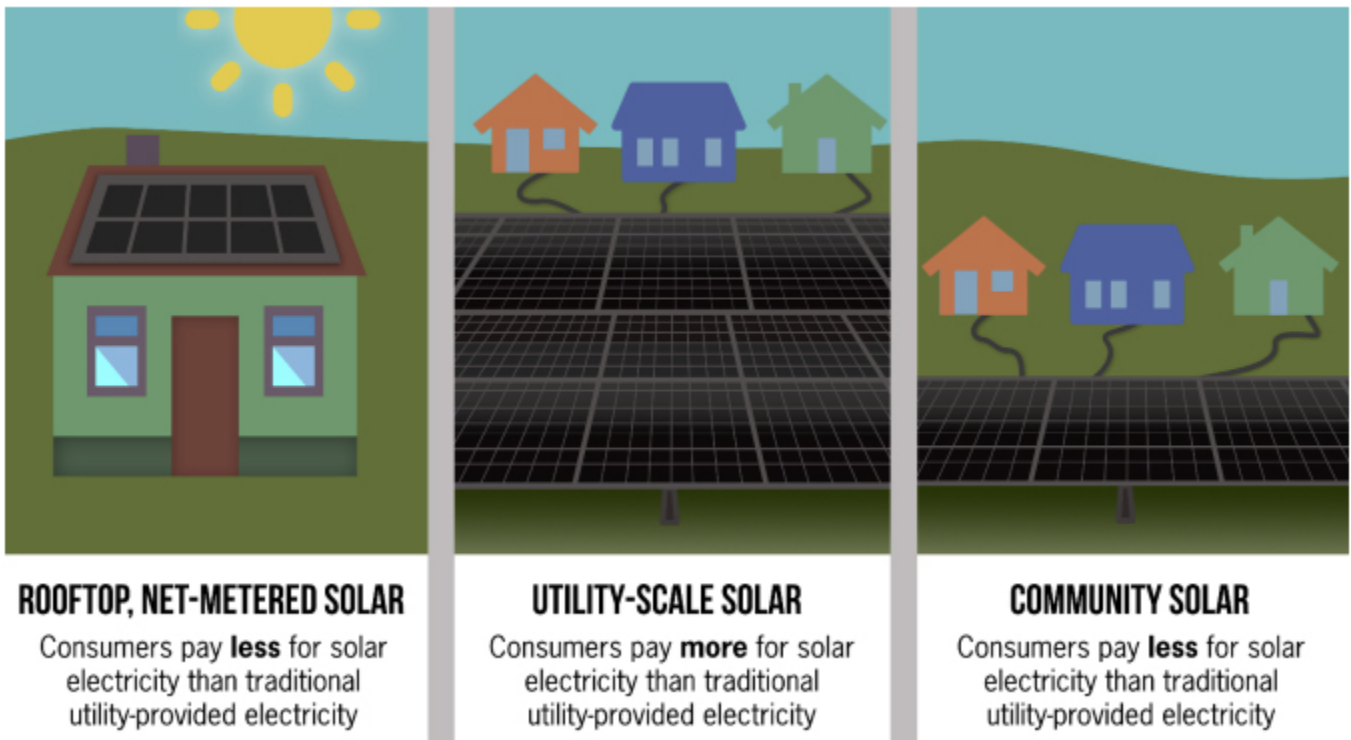 ROOFTOP, NET-METERED SOLAR
Consumers pay less for solar
electricity than traditional
utility-provided electricity
UTILITY-SCALE SOLAR
Consumers pay more for solar
electricity than traditional
utility-provided electricity
COMMUNITY SOLAR
Consumers pay less for solar
electricity than traditional
utility-provided electricity